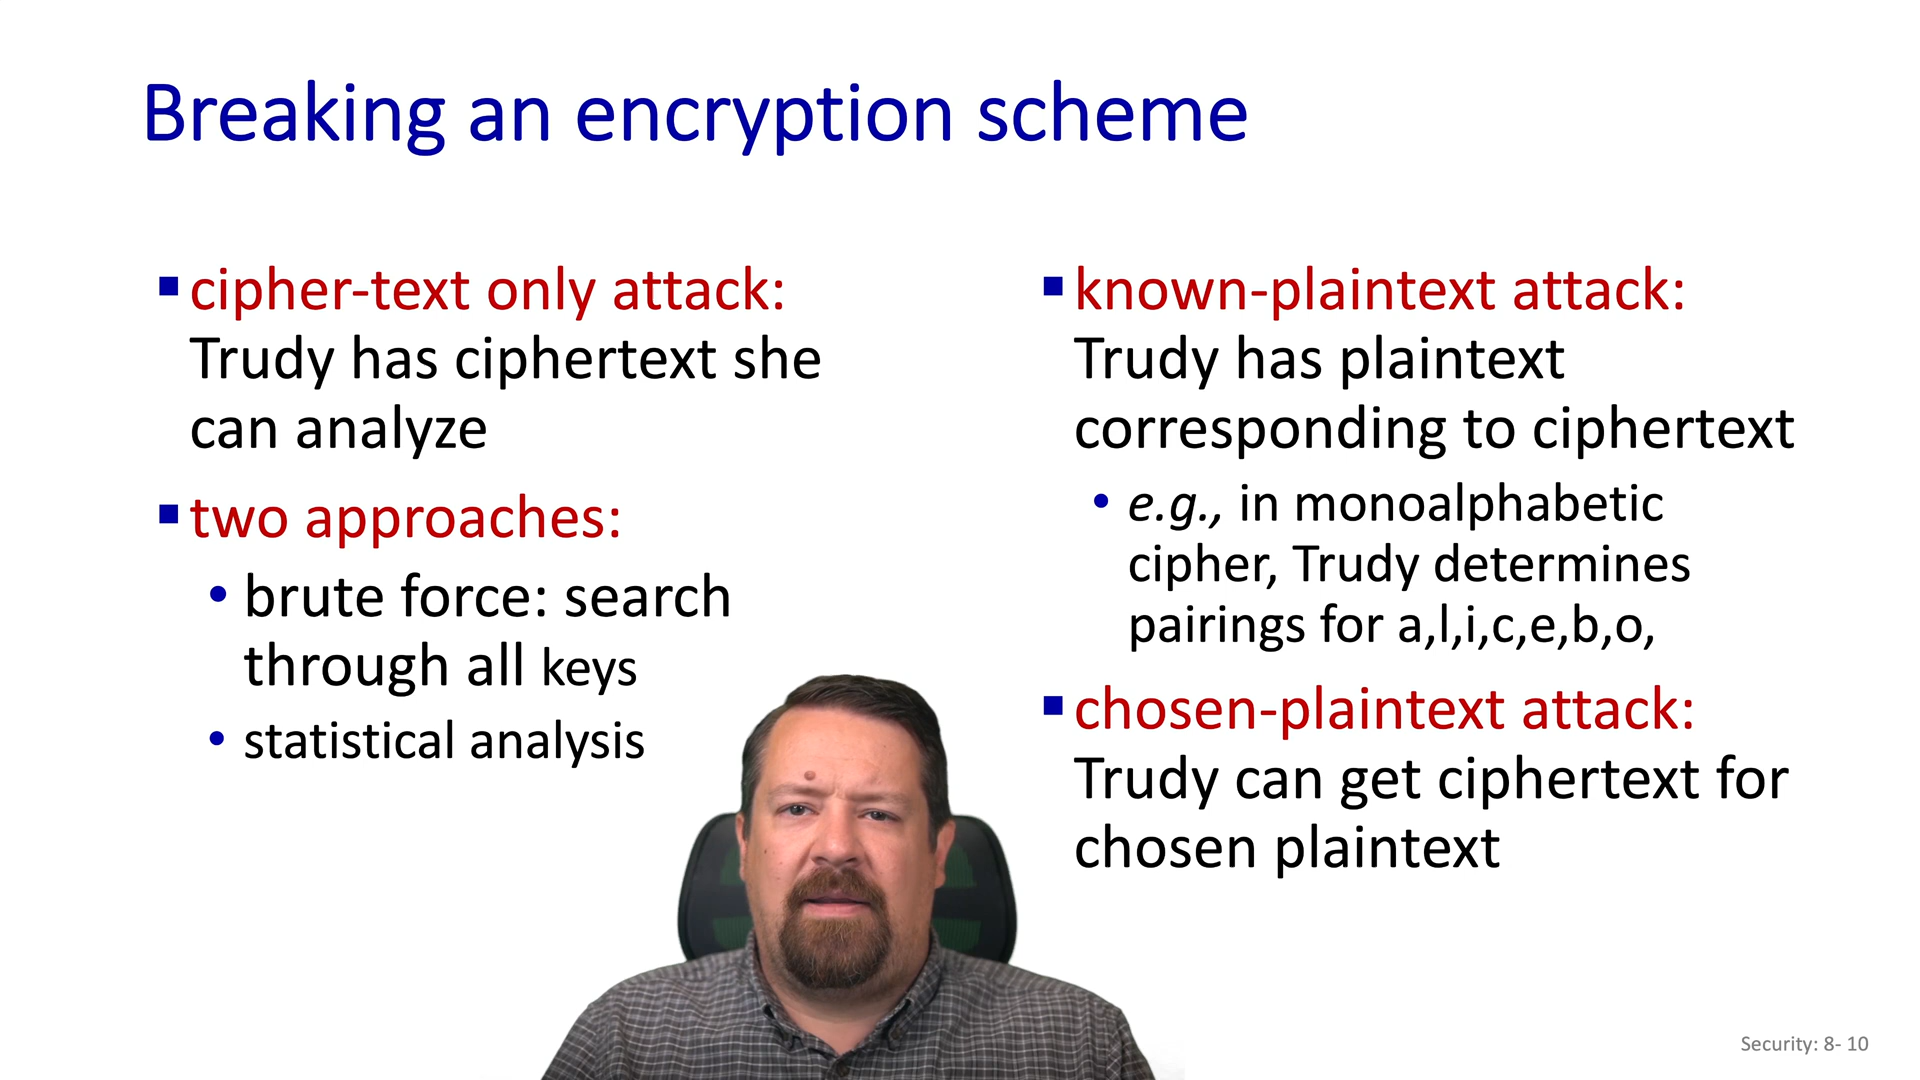 Breaking an encryption scheme
cipher-text only attack:
Trudy has ciphertext she
can analyze
two approaches:
• brute force: search
through all keys
• statistical analysis
known-plaintext attack:
Trudy has plaintext
corresponding to ciphertext
• e.g., in monoalphabetic
cipher, Trudy determines
pairings for a,l,i,c,e,b,o,
chosen-plaintext attack:
Trudy can get ciphertext for
chosen plaintext
Security: 8- 10